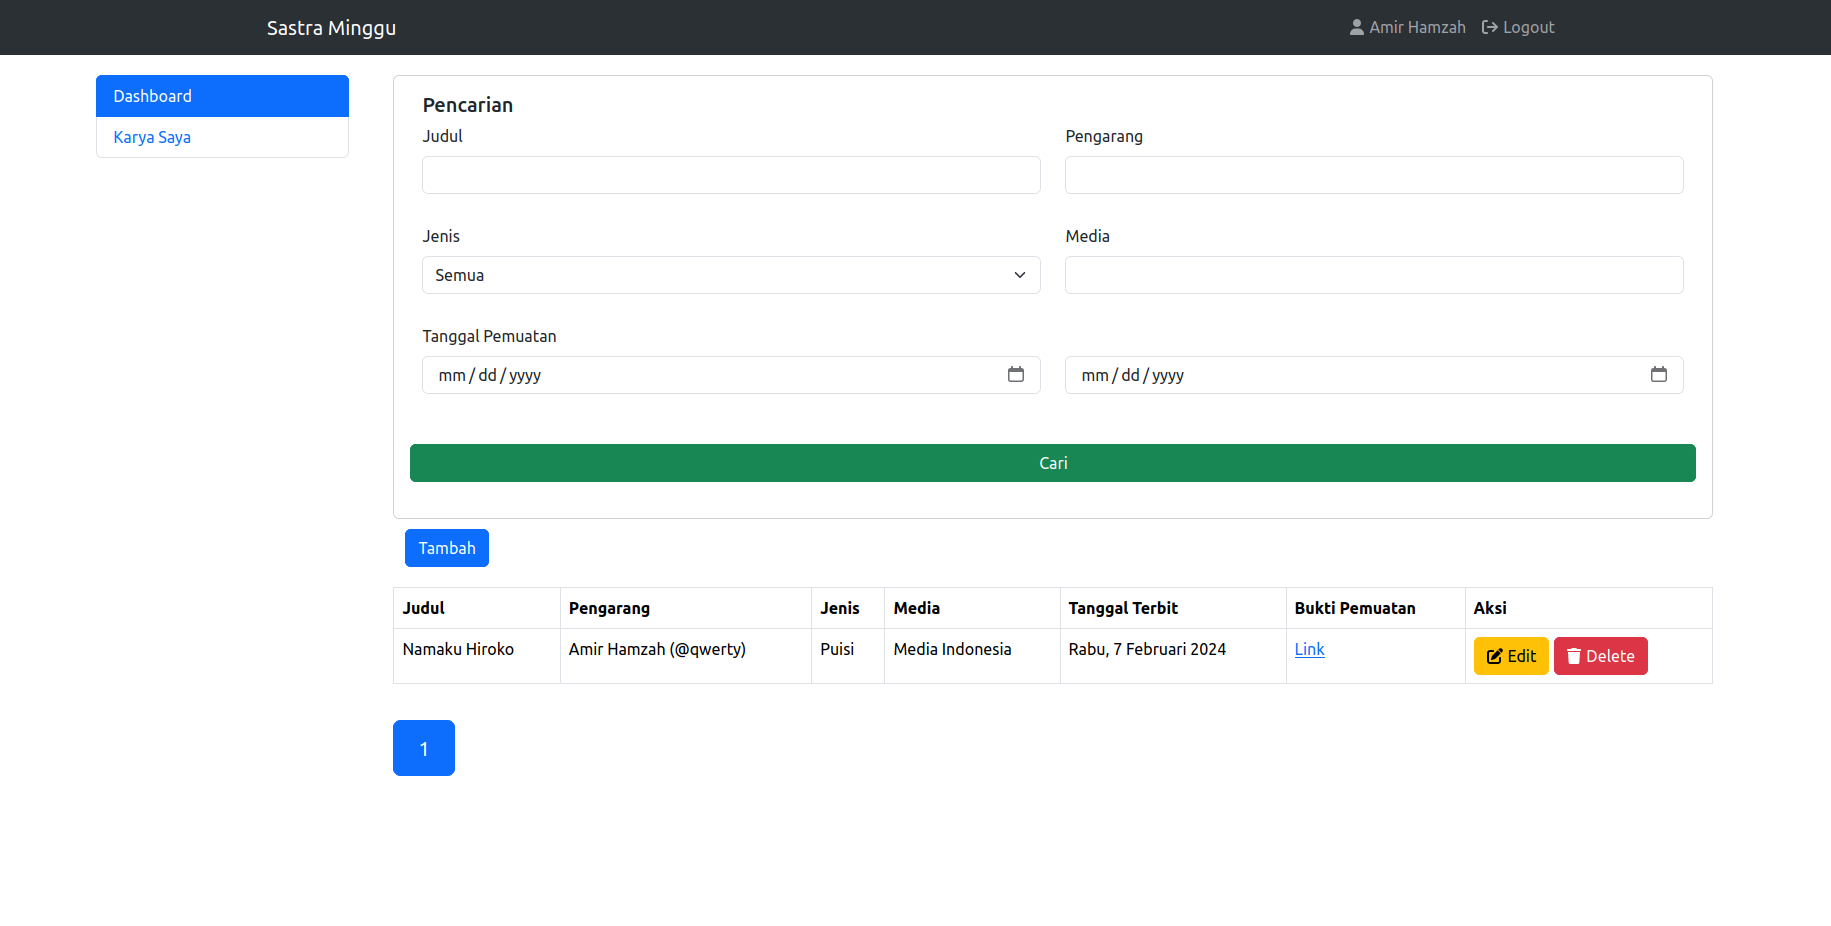 Sastra Minggu
Amir Hamzah Logout
Dashboard
Karya Saya
Pencarian
Judul Pengarang
Jenis Media
Semua
Tanggal Pemuatan
mm/dd/yyyy mm/dd/yyyy
Cari
Tambah
Judul Pengarang Jenis Media Tanggal Terbit Bukti Pemuatan Aksi
Namaku Hiroko Amir Hamzah (@qwerty) Puisi Media Indonesia Rabu, 7 Februari 2024 Link Edit Delete
1